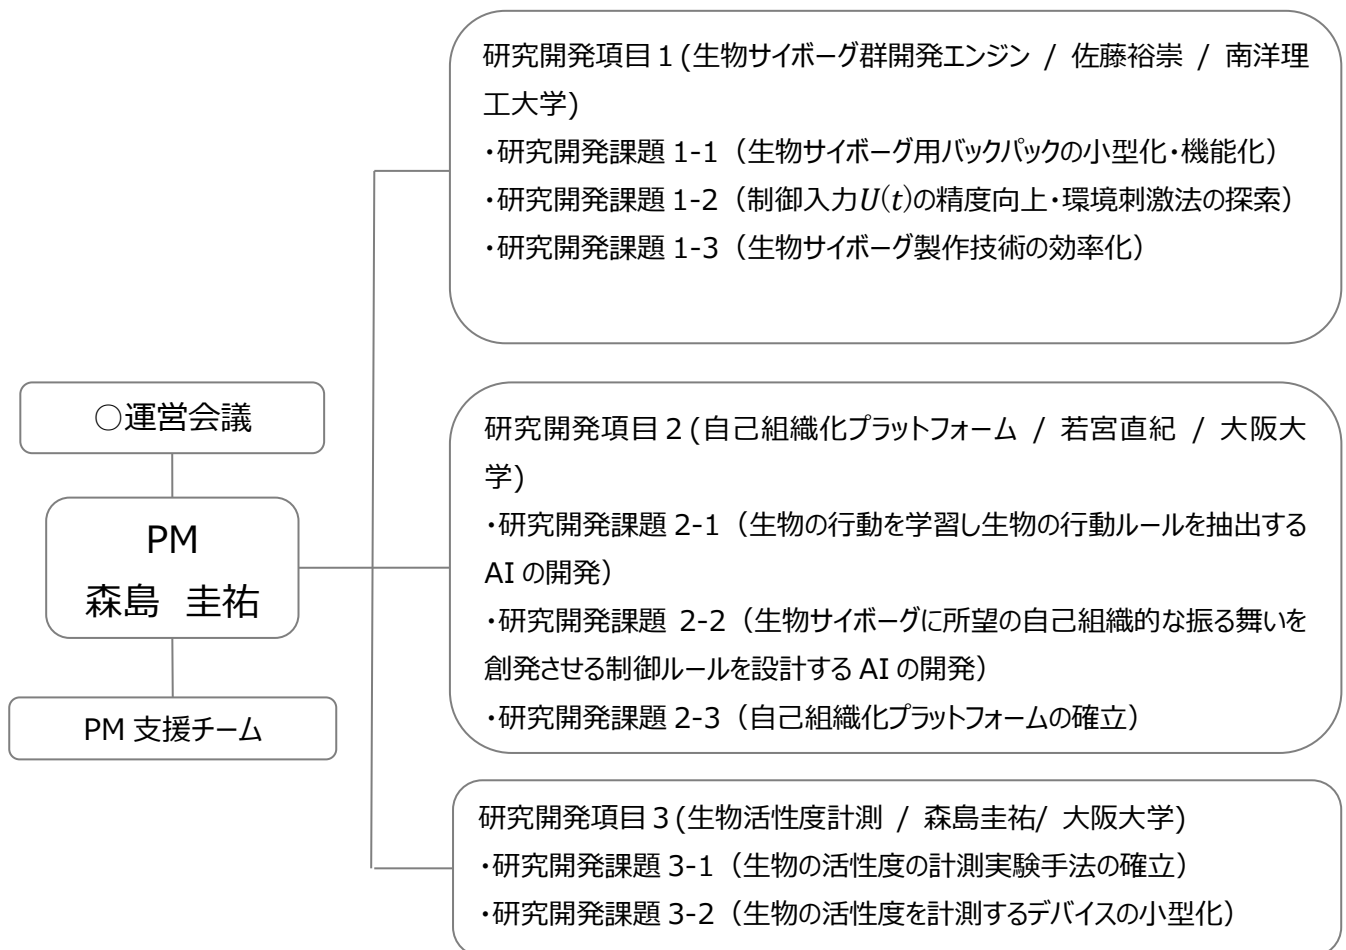 研究開発項目1(生物サイボーグ群開発エンジン / 佐藤裕崇 / 南洋理
工大学)
・研究開発課題 1-1（生物サイボーグ用バックパックの小型化・機能化）
・研究開発課題 1-2（制御入力U(t)の精度向上・環境刺激法の探索）
・研究開発課題 1-3（生物サイボーグ製作技術の効率化）
○運営会議
PM
森島　圭祐
PM 支援チーム
研究開発項目2(自己組織化プラットフォーム / 若宮直紀 / 大阪大
学)
・研究開発課題 2-1（生物の行動を学習し生物の行動ルールを抽出する
AI の開発）
・研究開発課題 2-2（生物サイボーグに所望の自己組織的な振る舞いを
創発させる制御ルールを設計する AI の開発）
・研究開発課題 2-3（自己組織化プラットフォームの確立）
研究開発項目3(生物活性度計測 / 森島圭祐/ 大阪大学)
・研究開発課題 3-1（生物の活性度の計測実験手法の確立）
・研究開発課題 3-2（生物の活性度を計測するデバイスの小型化）